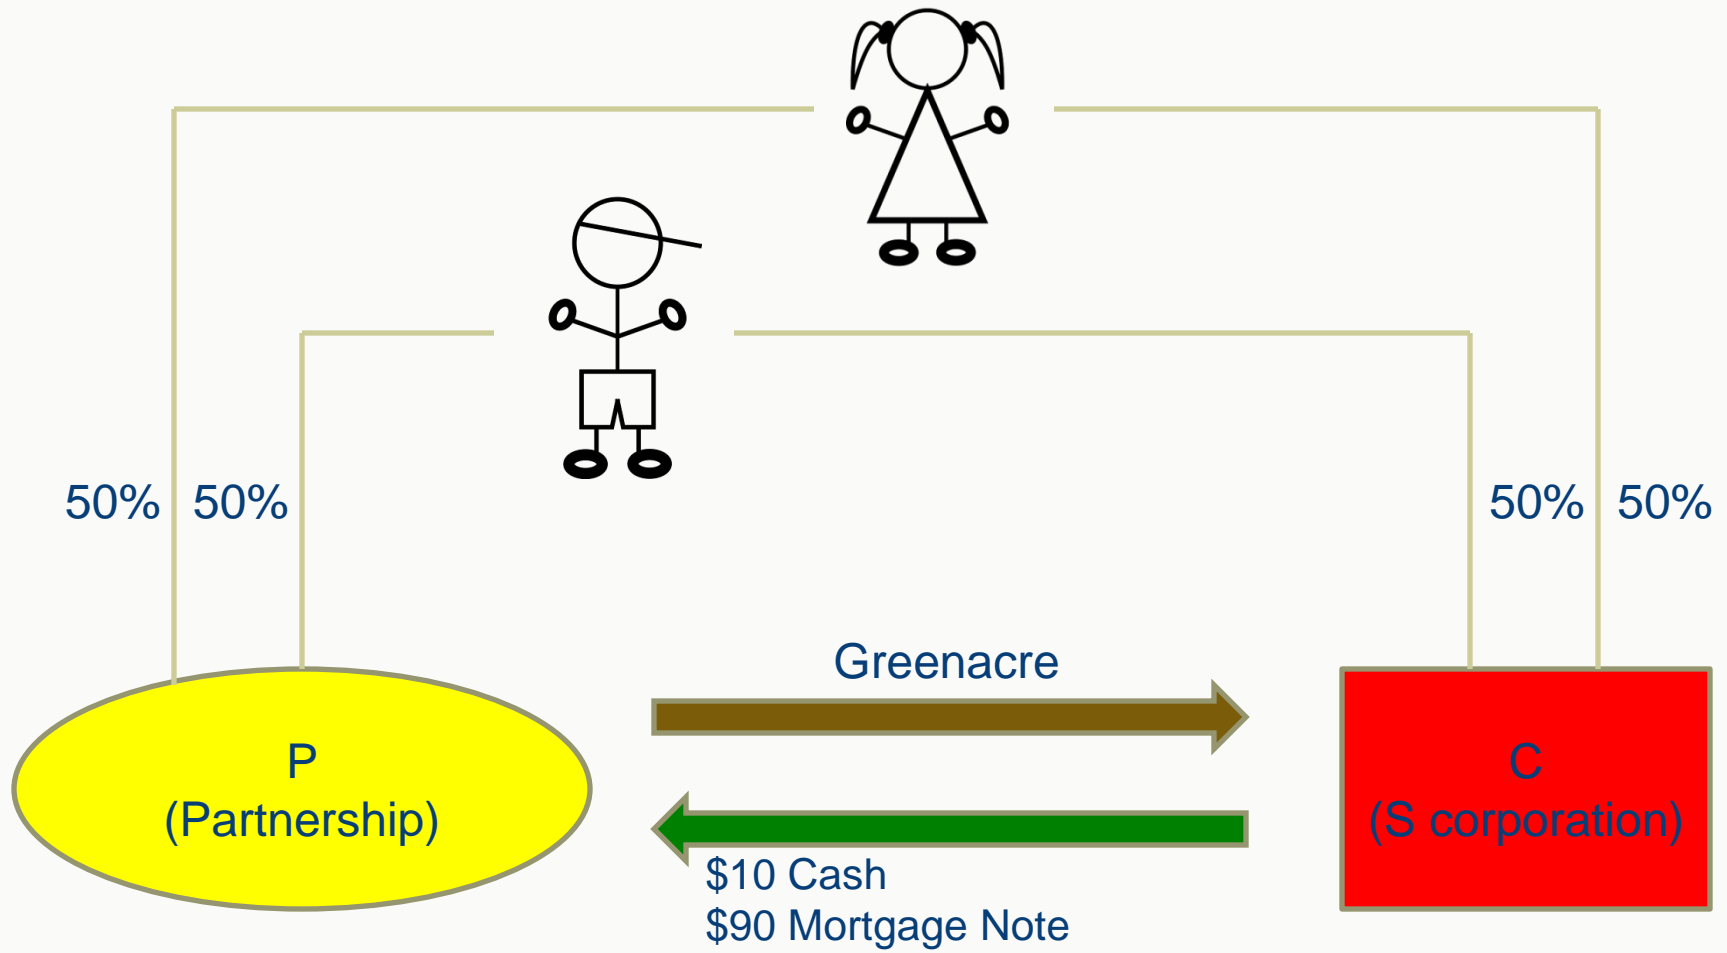 50%
50%
50%
50%
Greenacre
P
(Partnership)
C
(S corporation)
$10 Cash
$90 Mortgage Note